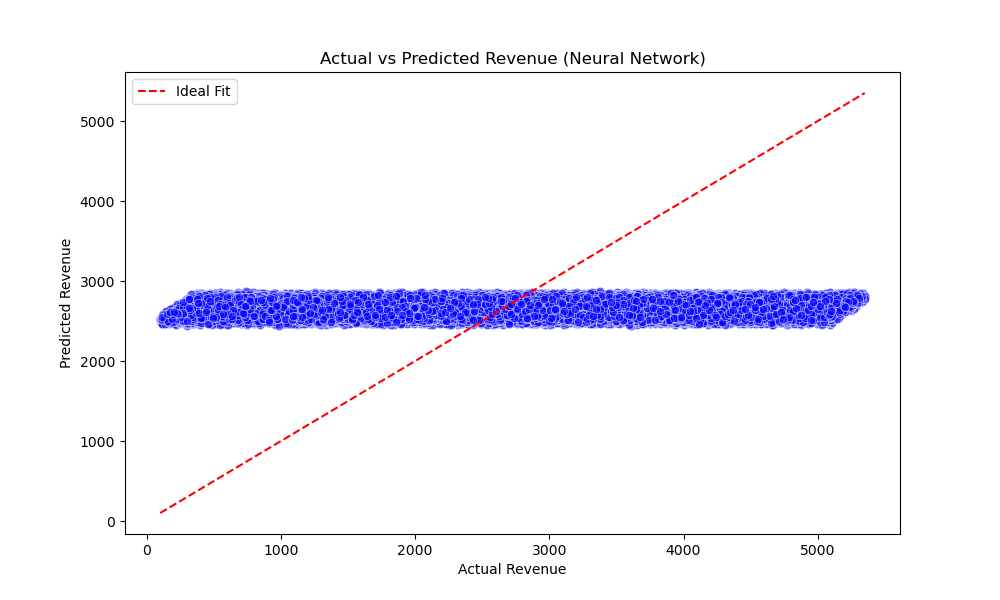 Actual vs Predicted Revenue (Neural Network)
Ideal Fit
Predicted Revenue
5000
4000
3000
2000
1000
0
0 1000 2000 3000 4000 5000
Actual Revenue